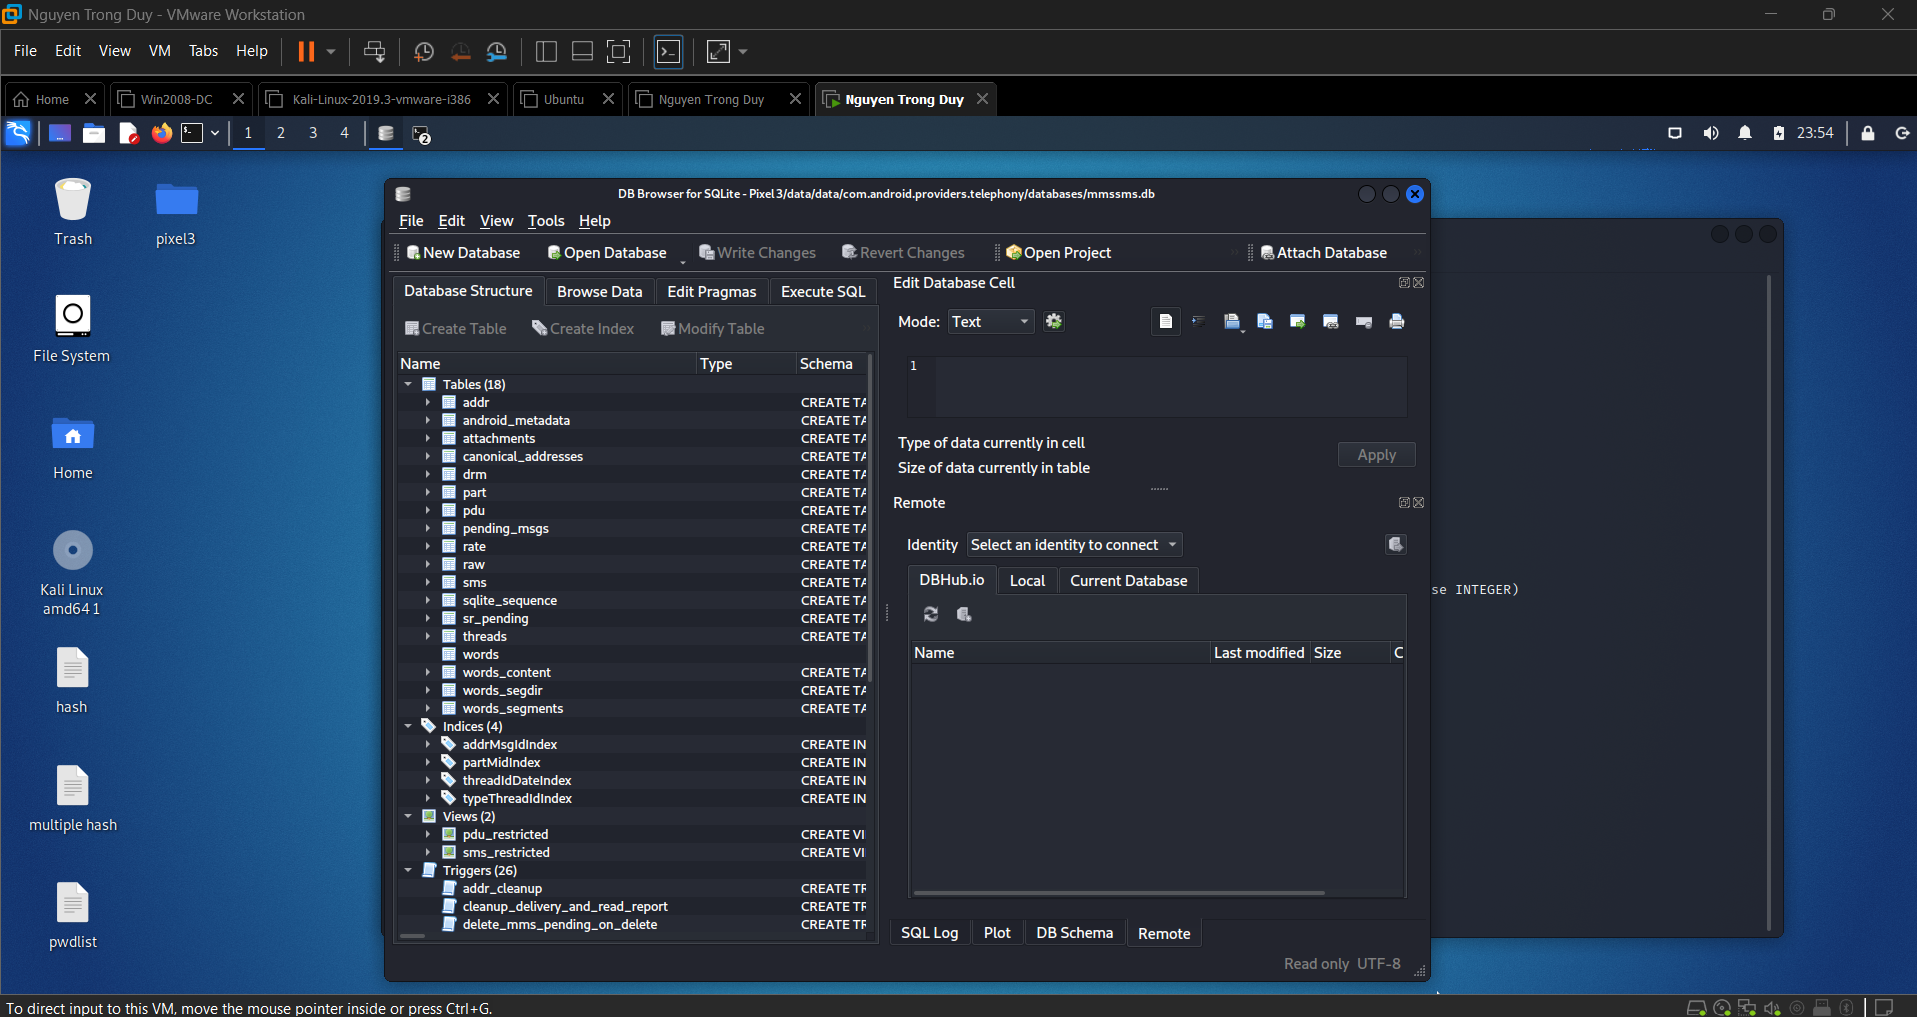 Nguyen Trong Duy - VMware Workstation
File Edit View VM Tabs Help
Home Win2008-DC Kali-Linux-2019.3-vmware-i386 Ubuntu Nguyen Trong Duy Nguyen Trong Duy
1 2 3 4 2 23:54
Trash
pixel3
File System
Home
Kali Linux
amd64 1
hash
multiple hash
pwdlist
DB Browser for SQLite - Pixel 3/data/data/com.android.providers.telephony/databases/mmssms.db
File Edit View Tools Help
New Database Open Database Write Changes Revert Changes Open Project Attach Database
Database Structure Browse Data Edit Pragmas Execute SQL
Create Table Create Index Modify Table
Name Type Schema
Tables (18)
addr CREATE TA
android_metadata CREATE TA
attachments CREATE TA
canonical_addresses CREATE TA
drm CREATE TA
part CREATE TA
pdu CREATE TA
pending_msgs CREATE TA
rate CREATE TA
raw CREATE TA
sms CREATE TA
sqlite_sequence CREATE TA
sr_pending CREATE TA
threads CREATE TA
words
words_content CREATE TA
words_segdir CREATE TA
words_segments CREATE TA
Indices (4)
addrMsgIdIndex CREATE IN
partMidIndex CREATE IN
threadIdDateIndex CREATE IN
typeThreadIdIndex CREATE IN
Views (2)
pdu_restricted CREATE VI
sms_restricted CREATE VI
Triggers (26)
addr_cleanup CREATE TR
cleanup_delivery_and_read_report CREATE TR
delete_mms_pending_on_delete CREATE TR
Edit Database Cell
Mode: Text
1
Type of data currently in cell
Size of data currently in table
Apply
Remote
Identity Select an identity to connect
DBHub.io Local Current Database
Name Last modified Size C
SQL Log Plot DB Schema Remote
Read only UTF-8
se INTEGER)
To direct input to this VM, move the mouse pointer inside or press Ctrl+G.